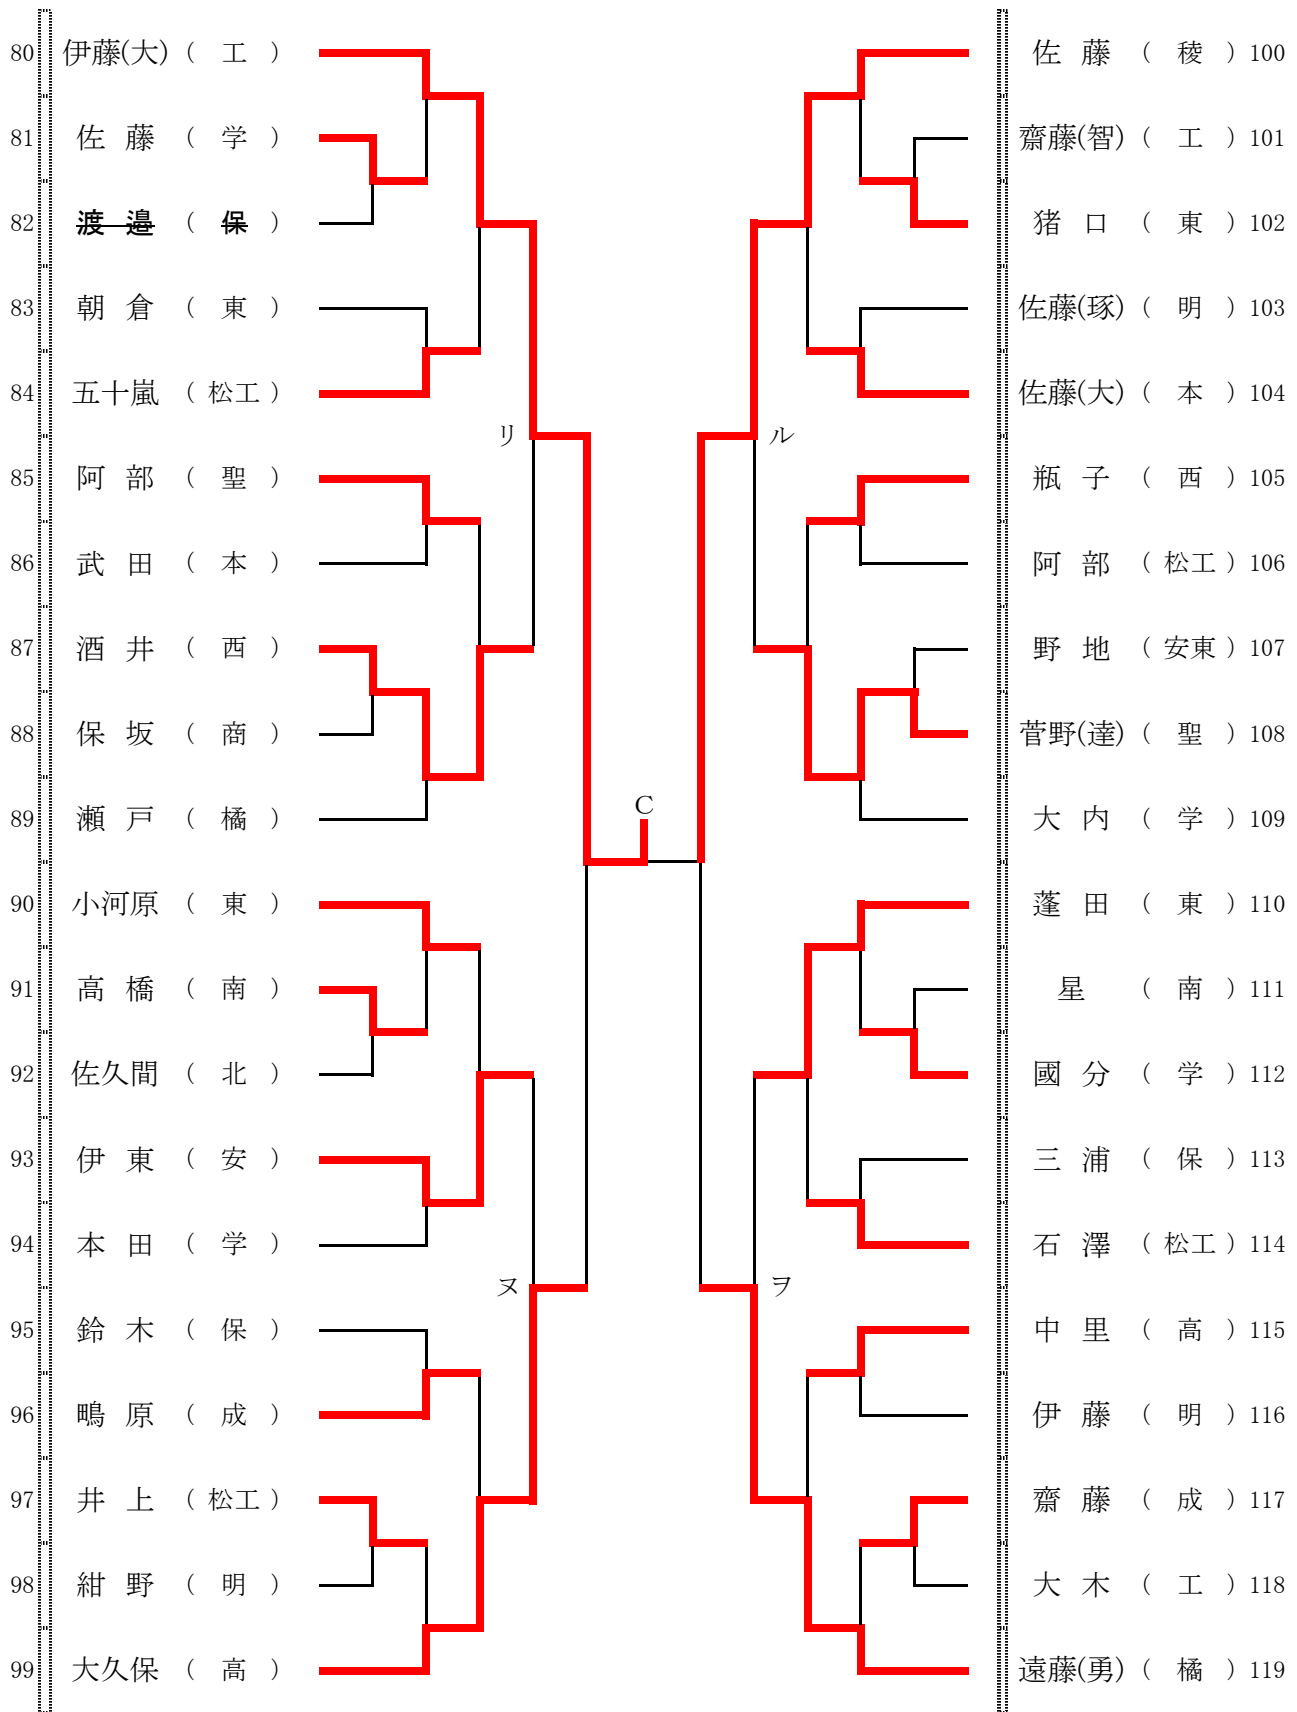 80 伊藤(大) ( 工 )
81 佐 藤 ( 学 )
82 渡 邉 ( 保 )
83 朝 倉 ( 東 )
84 五十嵐 ( 松工 )
リ
85 阿 部 ( 聖 )
86 武 田 ( 本 )
87 酒 井 ( 西 )
88 保 坂 ( 商 )
89 瀬 戸 ( 橘 )
90 小河原 ( 東 )
91 高 橋 ( 南 )
92 佐久間 ( 北 )
93 伊 東 ( 安 )
94 本 田 ( 学 )
ヌ
95 鈴 木 ( 保 )
96 鴫 原 ( 成 )
97 井 上 ( 松工 )
98 紺 野 ( 明 )
99 大久保 ( 高 )
C
佐 藤 ( 稜 ) 100
齋藤(智) ( 工 ) 101
猪 口 ( 東 ) 102
佐藤(琢) ( 明 ) 103
佐藤(大) ( 本 ) 104
ル
瓶 子 ( 西 ) 105
阿 部 ( 松工 ) 106
野 地 ( 安東 ) 107
菅野(達) ( 聖 ) 108
大 内 ( 学 ) 109
蓬 田 ( 東 ) 110
星 ( 南 ) 111
國 分 ( 学 ) 112
三 浦 ( 保 ) 113
石 澤 ( 松工 ) 114
ヲ
中 里 ( 高 ) 115
伊 藤 ( 明 ) 116
齋 藤 ( 成 ) 117
大 木 ( 工 ) 118
遠藤(勇) ( 橘 ) 119